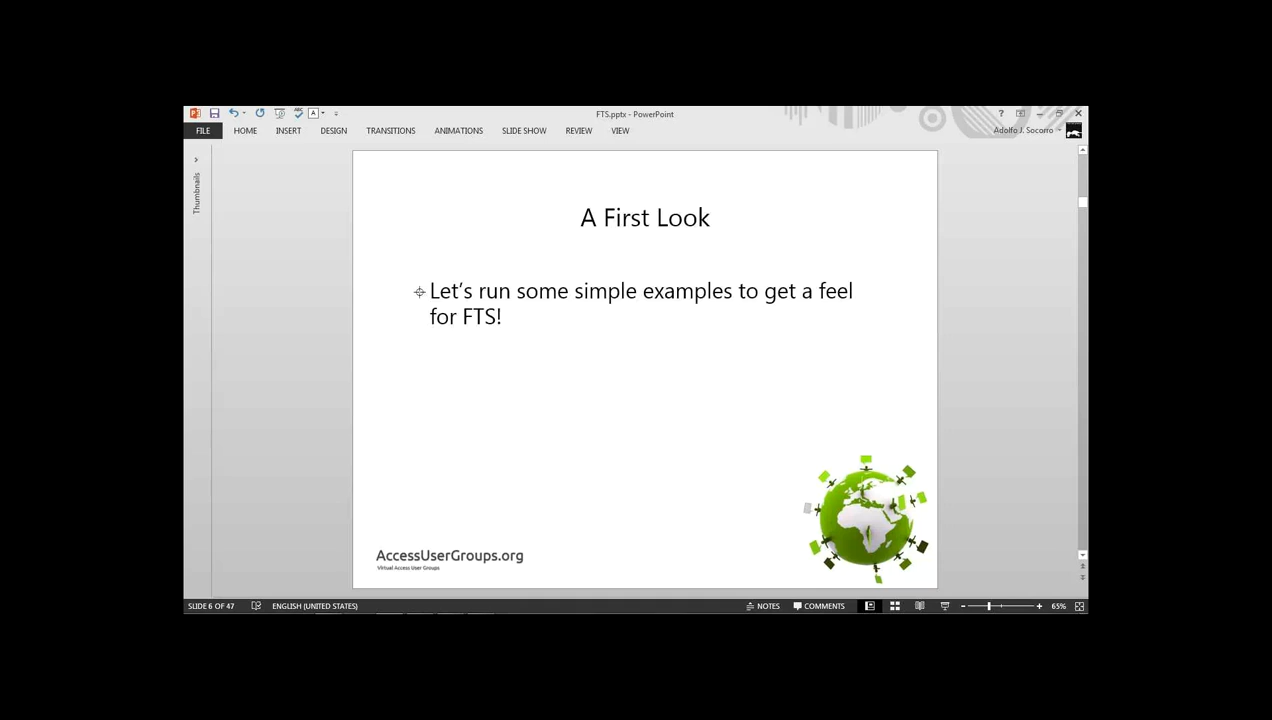 FTS.pptx - PowerPoint
FILE HOME INSERT DESIGN TRANSITIONS ANIMATIONS SLIDE SHOW REVIEW VIEW
Adolfo J. Socorro
Thumbnails
A First Look
Let's run some simple examples to get a feel
for FTS!
AccessUserGroups.org
Virtual Access User Groups
SLIDE 6 OF 47 ENGLISH (UNITED STATES) NOTES COMMENTS 65%